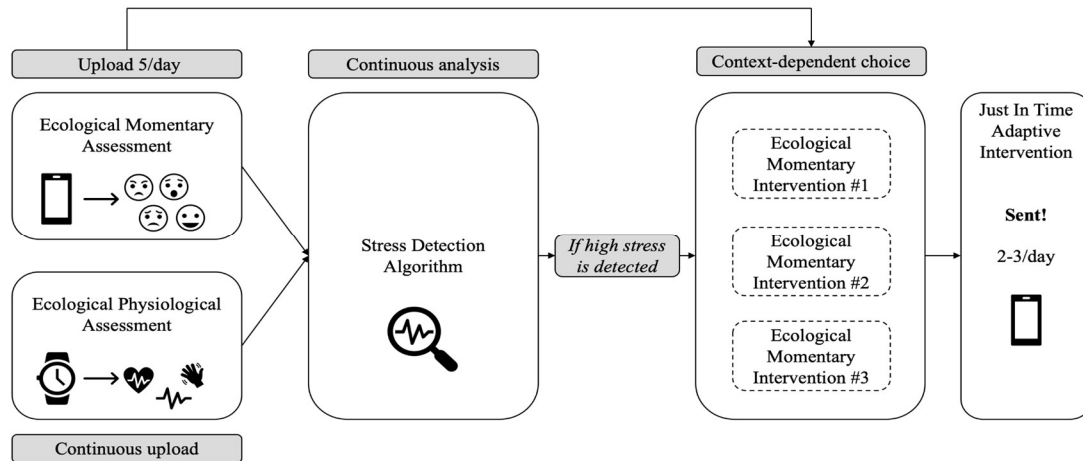 Upload 5/day
Ecological Momentary
Assessment
Ecological Physiological
Assessment
Continuous upload
Continuous analysis
Stress Detection
Algorithm
If high stress
is detected
Context-dependent choice
Ecological
Momentary
Intervention #1
Ecological
Momentary
Intervention #2
Ecological
Momentary
Intervention #3
Just In Time
Adaptive
Intervention
Sent!
2-3/day